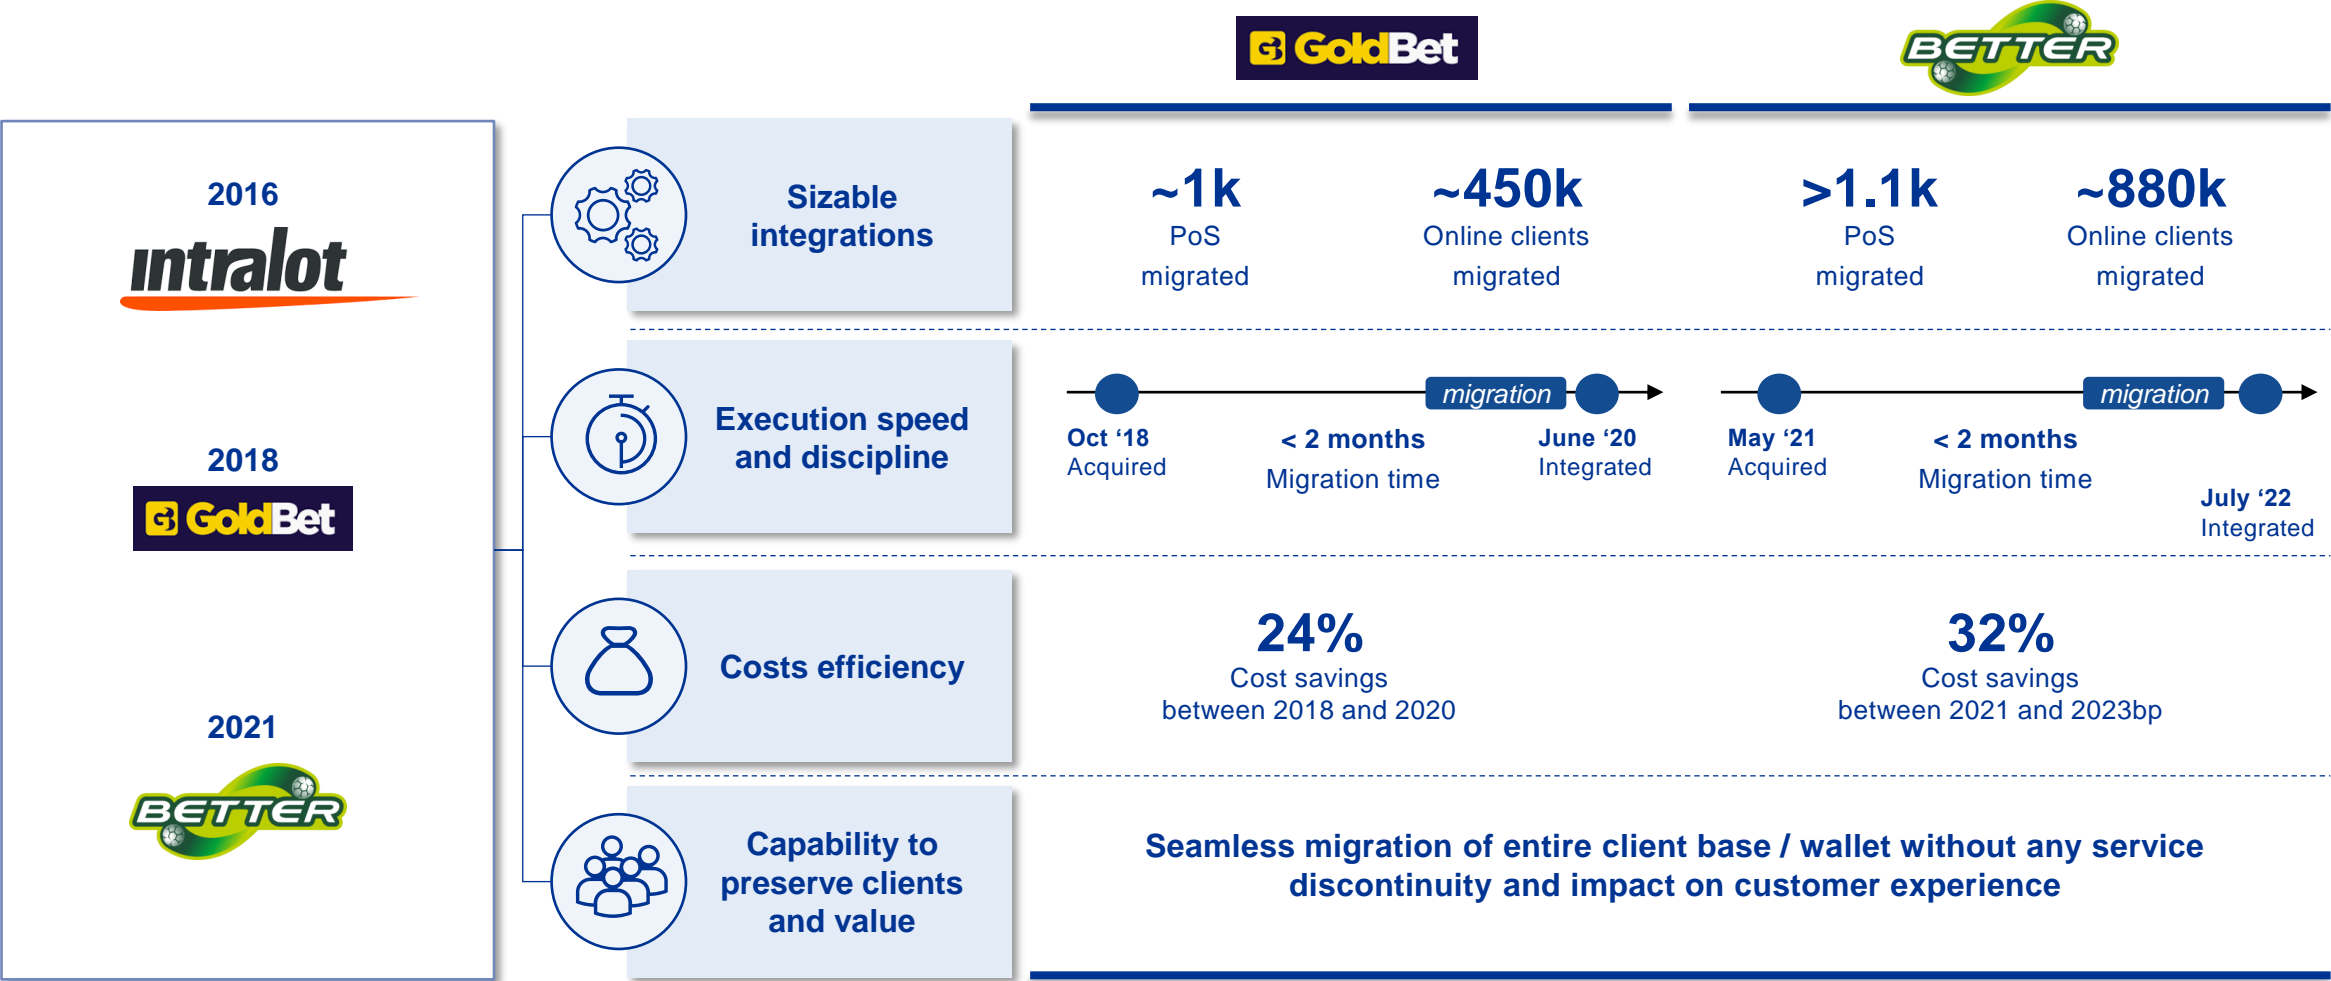 GoldBet
BETTER
2016
intralot
2018
GoldBet
2021
BETTER
Sizable
integrations
~1k
PoS
migrated
~450k
Online clients
migrated
>1.1k
PoS
migrated
~880k
Online clients
migrated
Execution speed
and discipline
migration
Oct ‘18
Acquired
< 2 months
Migration time
June ‘20
Integrated
migration
May ‘21
Acquired
< 2 months
Migration time
July ‘22
Integrated
Costs efficiency
24%
Cost savings
between 2018 and 2020
32%
Cost savings
between 2021 and 2023bp
Capability to
preserve clients
and value
Seamless migration of entire client base / wallet without any service
discontinuity and impact on customer experience